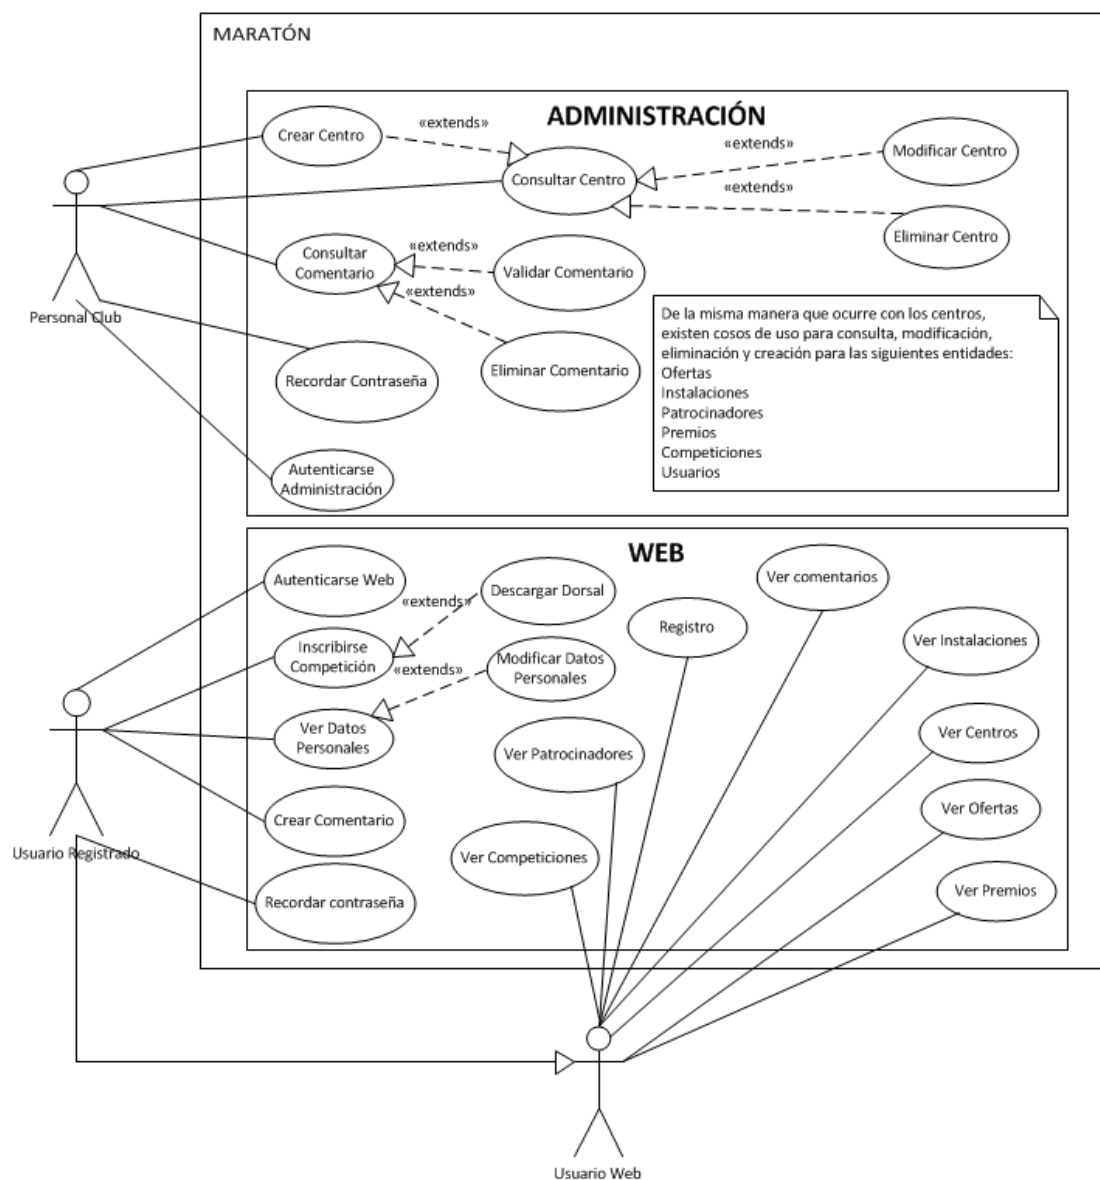 MARATÓN
ADMINISTRACIÓN
Crear Centro
«extends»
Consultar Centro
«extends»
Modificar Centro
«extends»
Eliminar Centro
Consultar
Comentario
«extends»
Validar Comentario
«extends»
Eliminar Comentario
Personal Club
Recordar Contraseña
Autenticarse
Administración
De la misma manera que ocurre con los centros,
existen cosos de uso para consulta, modificación,
eliminación y creación para las siguientes entidades:
Ofertas
Instalaciones
Patrocinadores
Premios
Competiciones
Usuarios
WEB
Autenticarse Web
«extends»
Descargar Dorsal
Inscribirse
Competición
«extends»
Modificar Datos
Personales
Ver Datos
Personales
Crear Comentario
Recordar contraseña
Usuario Registrado
Ver comentarios
Registro
Ver Instalaciones
Ver Patrocinadores
Ver Centros
Ver Ofertas
Ver Competiciones
Ver Premios
Usuario Web